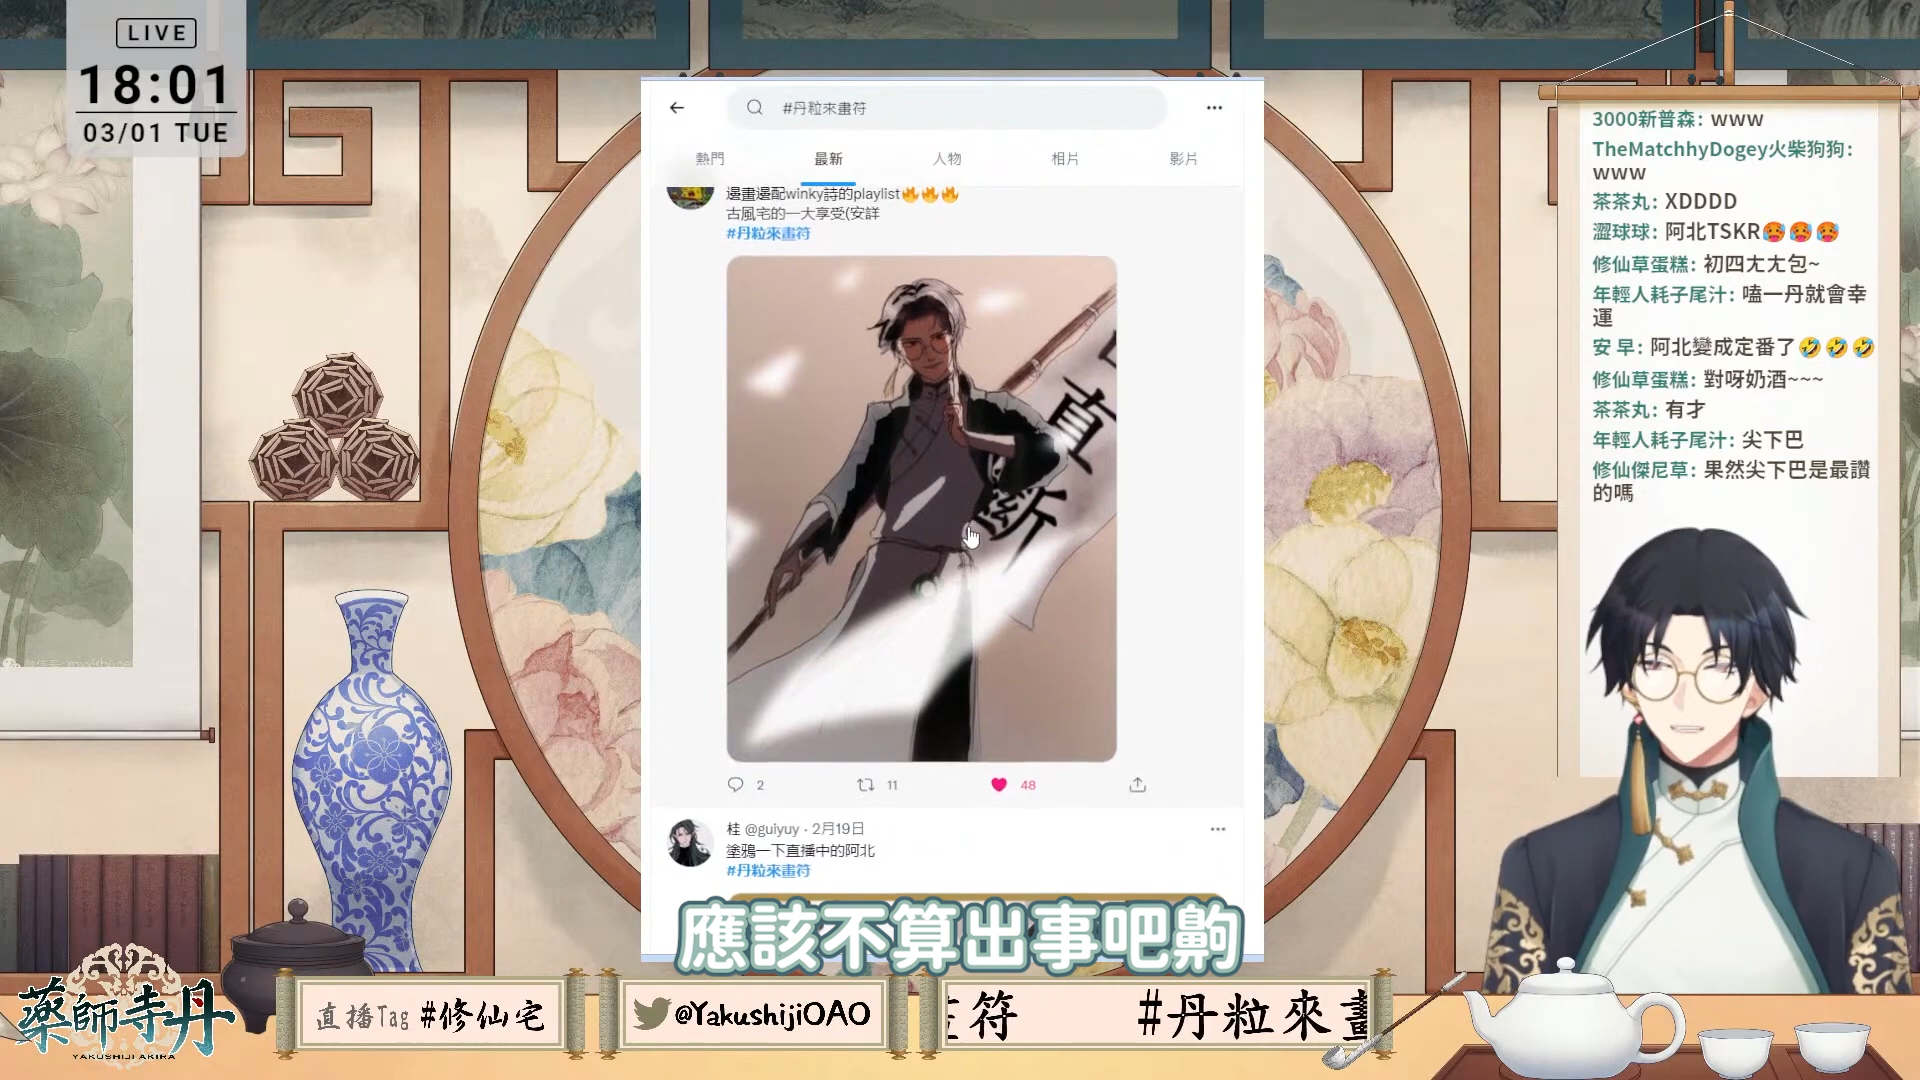 LIVE
18:01
03/01 TUE
#丹粒來畫符
熱門
最新
人物
相片
影片
邊畫邊配winky詩的playlist🔥🔥🔥
古風宅的一大享受(安詳
#丹粒來畫符
直
斷
2
11
48
桂 @guiyuy · 2月19日
塗鴉一下直播中的阿北
#丹粒來畫符
應該不算出事吧齁
3000新普森: www
TheMatchhyDogey火柴狗狗:
www
茶茶丸: XDDDD
澀球球: 阿北TSKR🥵🥵🥵
修仙草蛋糕: 初四尢尢包~
年輕人耗子尾汁: 嗑一丹就會幸
運
安 早: 阿北變成定番了🤣🤣🤣
修仙草蛋糕: 對呀奶酒~~~
茶茶丸: 有才
年輕人耗子尾汁: 尖下巴
修仙傑尼草: 果然尖下巴是最讚
的嗎
藥師寺丹
YAKUSHIJI AKIRA
直播Tag #修仙宅
@YakushijiOAO
符
#丹粒來畫